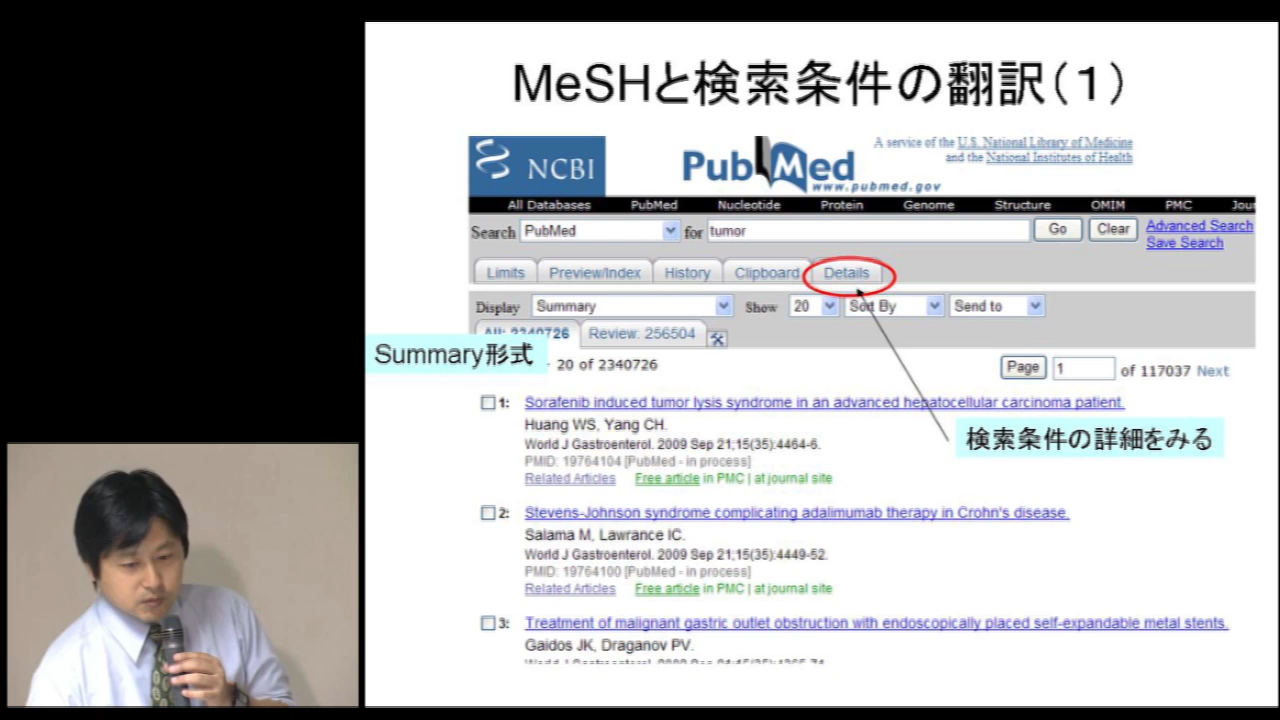 MeSHと検索条件の翻訳（１）
NCBI
PubMed
www.pubmed.gov
A service of the U.S. National Library of Medicine
and the National Institutes of Health
All Databases PubMed Nucleotide Protein Genome Structure OMIM PMC Jour
Search PubMed for tumor Go Clear Advanced Search
Save Search
Limits Preview/Index History Clipboard Details
Display Summary Show 20 Sort By Send to
All: 2340726 Review: 256504
Summary形式
- 20 of 2340726 Page 1 of 117037 Next
1: Sorafenib induced tumor lysis syndrome in an advanced hepatocellular carcinoma patient.
Huang WS, Yang CH.
検索条件の詳細をみる
World J Gastroenterol. 2009 Sep 21;15(35):4464-6.
PMID: 19764104 [PubMed - in process]
Related Articles Free article in PMC | at journal site
2: Stevens-Johnson syndrome complicating adalimumab therapy in Crohn's disease.
Salama M, Lawrance IC.
World J Gastroenterol. 2009 Sep 21;15(35):4449-52.
PMID: 19764100 [PubMed - in process]
Related Articles Free article in PMC | at journal site
3: Treatment of malignant gastric outlet obstruction with endoscopically placed self-expandable metal stents.
Gaidos JK, Draganov PV.